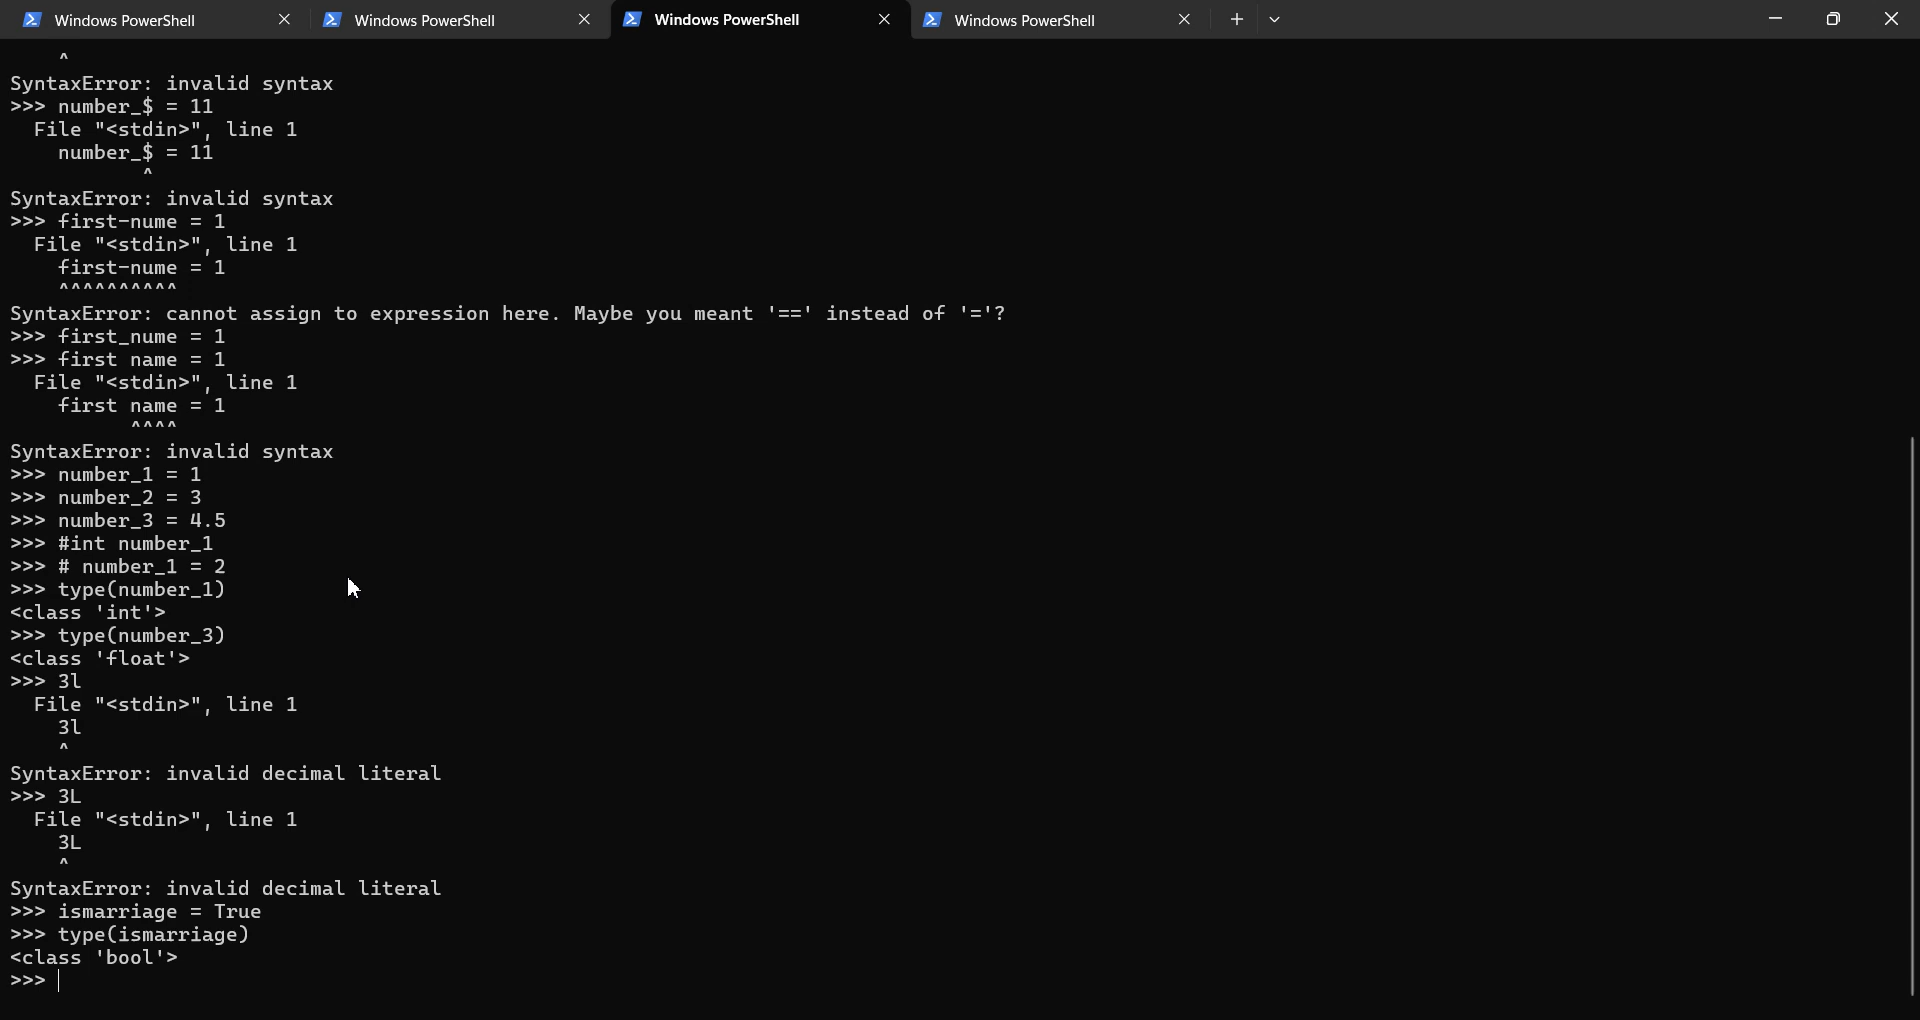 Windows PowerShell
Windows PowerShell
Windows PowerShell
Windows PowerShell
^
SyntaxError: invalid syntax
>>> number_$ = 11
  File "<stdin>", line 1
    number_$ = 11
           ^
SyntaxError: invalid syntax
>>> first-nume = 1
  File "<stdin>", line 1
    first-nume = 1
    ^^^^^^^^^^
SyntaxError: cannot assign to expression here. Maybe you meant '==' instead of '='?
>>> first_nume = 1
>>> first name = 1
  File "<stdin>", line 1
    first name = 1
          ^^^^
SyntaxError: invalid syntax
>>> number_1 = 1
>>> number_2 = 3
>>> number_3 = 4.5
>>> #int number_1
>>> # number_1 = 2
>>> type(number_1)
<class 'int'>
>>> type(number_3)
<class 'float'>
>>> 3l
  File "<stdin>", line 1
    3l
    ^
SyntaxError: invalid decimal literal
>>> 3L
  File "<stdin>", line 1
    3L
    ^
SyntaxError: invalid decimal literal
>>> ismarriage = True
>>> type(ismarriage)
<class 'bool'>
>>>